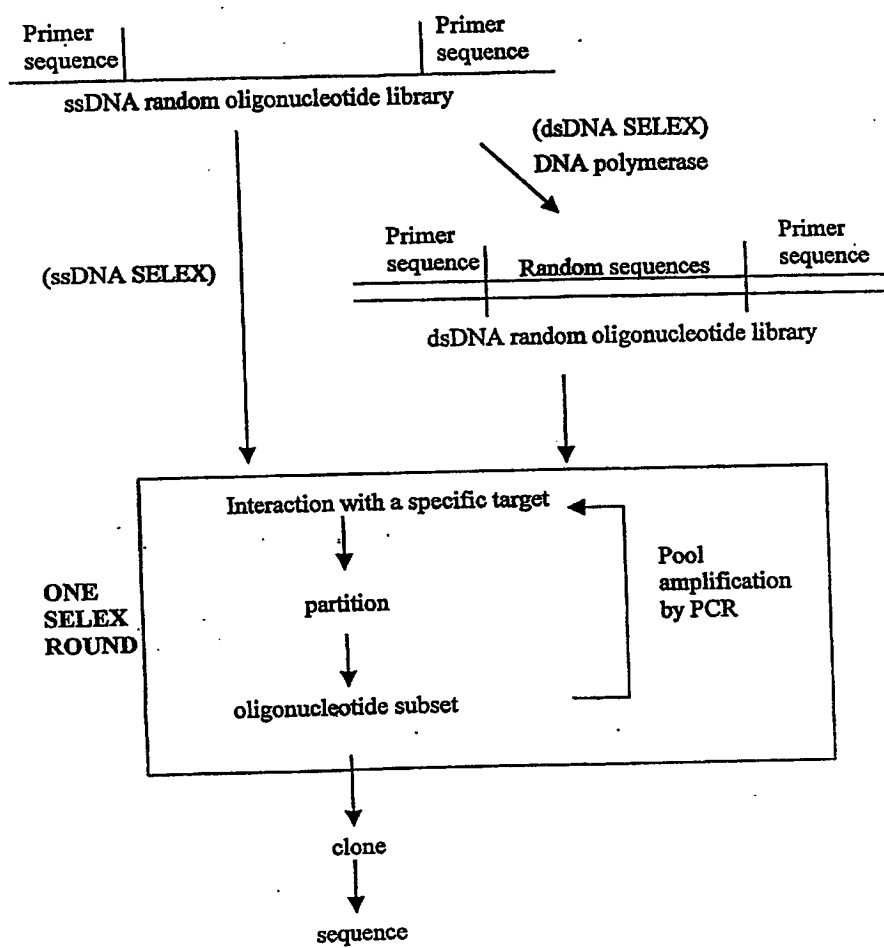 Primer
sequence
Primer
sequence
ssDNA random oligonucleotide library
(dsDNA SELEX)
DNA polymerase
(ssDNA SELEX)
Primer
sequence
Random sequences
Primer
sequence
dsDNA random oligonucleotide library
Interaction with a specific target
Pool
amplification
by PCR
ONE
SELEX
ROUND
partition
oligonucleotide subset
clone
sequence